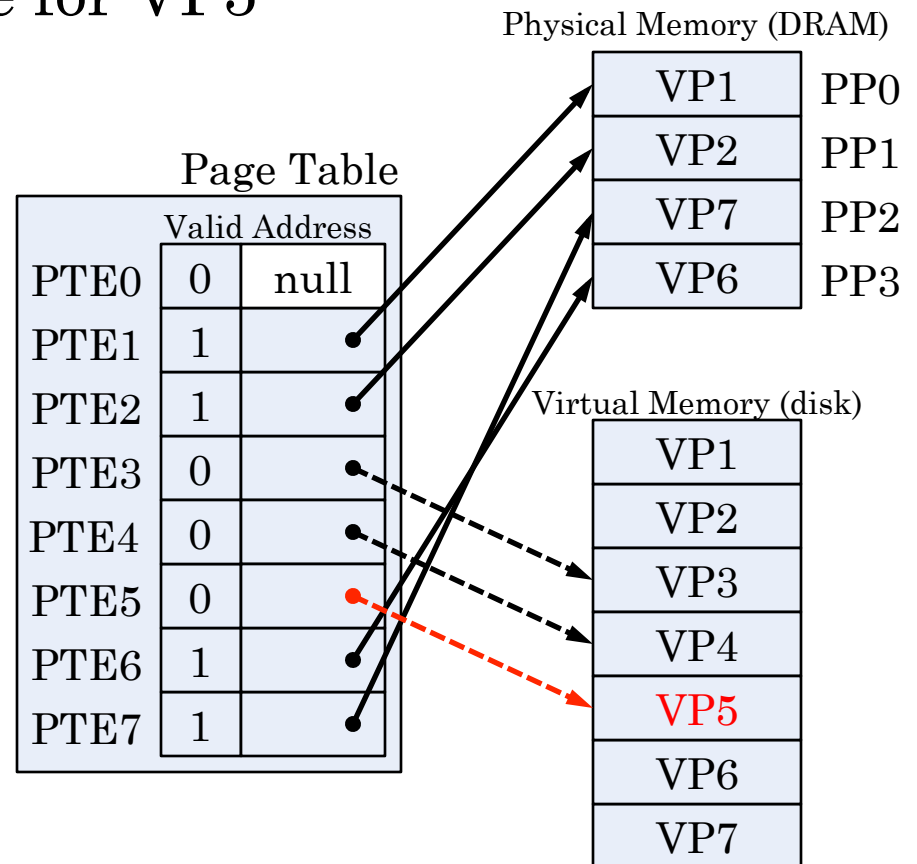 for VP5
Physical Memory (DRAM)
VP1 PP0
VP2 PP1
VP7 PP2
VP6 PP3
Page Table
Valid Address
PTE0 0 null
PTE1 1
PTE2 1
PTE3 0
PTE4 0
PTE5 0
PTE6 1
PTE7 1
Virtual Memory (disk)
VP1
VP2
VP3
VP4
VP5
VP6
VP7